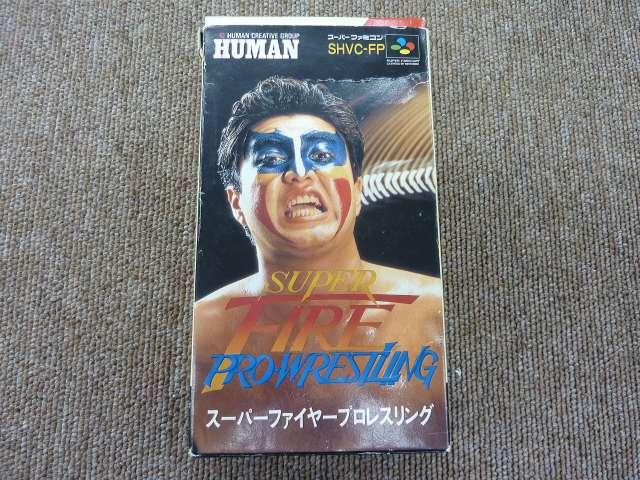 HUMAN CREATIVE GROUP
HUMAN
スーパーファミコン
SHVC-FP
SUPER
FIRE
PRO-WRESTLING
スーパーファイヤープロレスリング